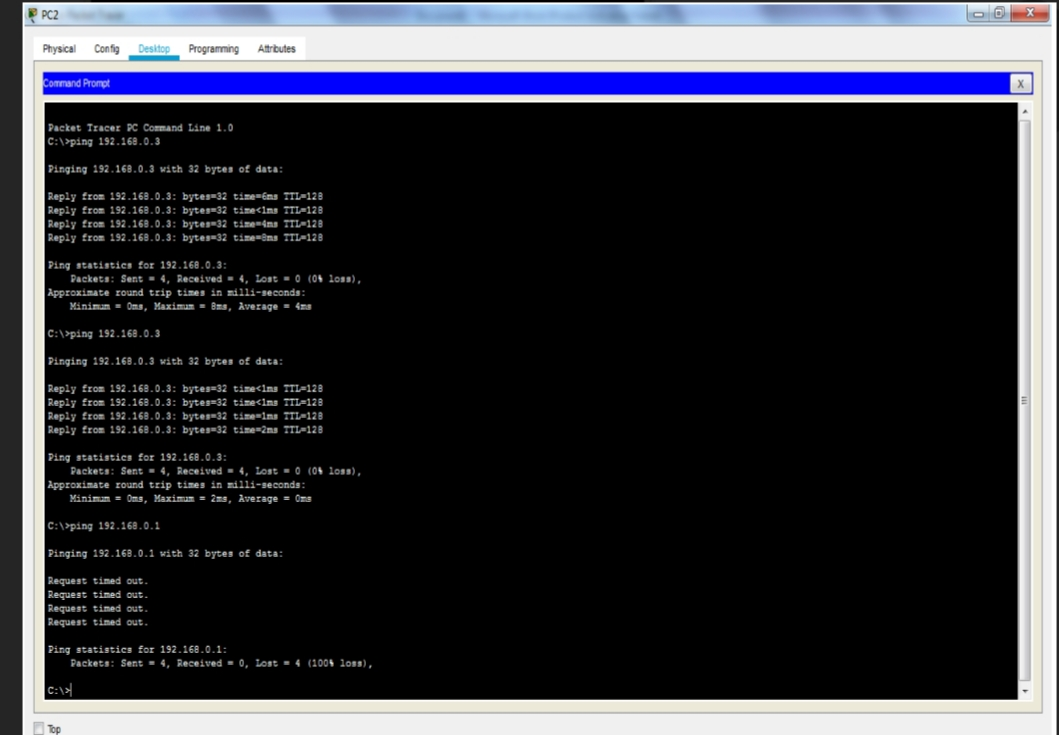 PC2
Physical Config Desktop Programming Attributes
Command Prompt
X
Packet Tracer PC Command Line 1.0
C:\>ping 192.168.0.3
Pinging 192.168.0.3 with 32 bytes of data:
Reply from 192.168.0.3: bytes=32 time=6ms TTL=128
Reply from 192.168.0.3: bytes=32 time<1ms TTL=128
Reply from 192.168.0.3: bytes=32 time=4ms TTL=128
Reply from 192.168.0.3: bytes=32 time=8ms TTL=128
Ping statistics for 192.168.0.3:
Packets: Sent = 4, Received = 4, Lost = 0 (0% loss),
Approximate round trip times in milli-seconds:
Minimum = 0ms, Maximum = 8ms, Average = 4ms
C:\>ping 192.168.0.3
Pinging 192.168.0.3 with 32 bytes of data:
Reply from 192.168.0.3: bytes=32 time<1ms TTL=128
Reply from 192.168.0.3: bytes=32 time<1ms TTL=128
Reply from 192.168.0.3: bytes=32 time=1ms TTL=128
Reply from 192.168.0.3: bytes=32 time=2ms TTL=128
Ping statistics for 192.168.0.3:
Packets: Sent = 4, Received = 4, Lost = 0 (0% loss),
Approximate round trip times in milli-seconds:
Minimum = 0ms, Maximum = 2ms, Average = 0ms
C:\>ping 192.168.0.1
Pinging 192.168.0.1 with 32 bytes of data:
Request timed out.
Request timed out.
Request timed out.
Request timed out.
Ping statistics for 192.168.0.1:
Packets: Sent = 4, Received = 0, Lost = 4 (100% loss),
C:\>
Top